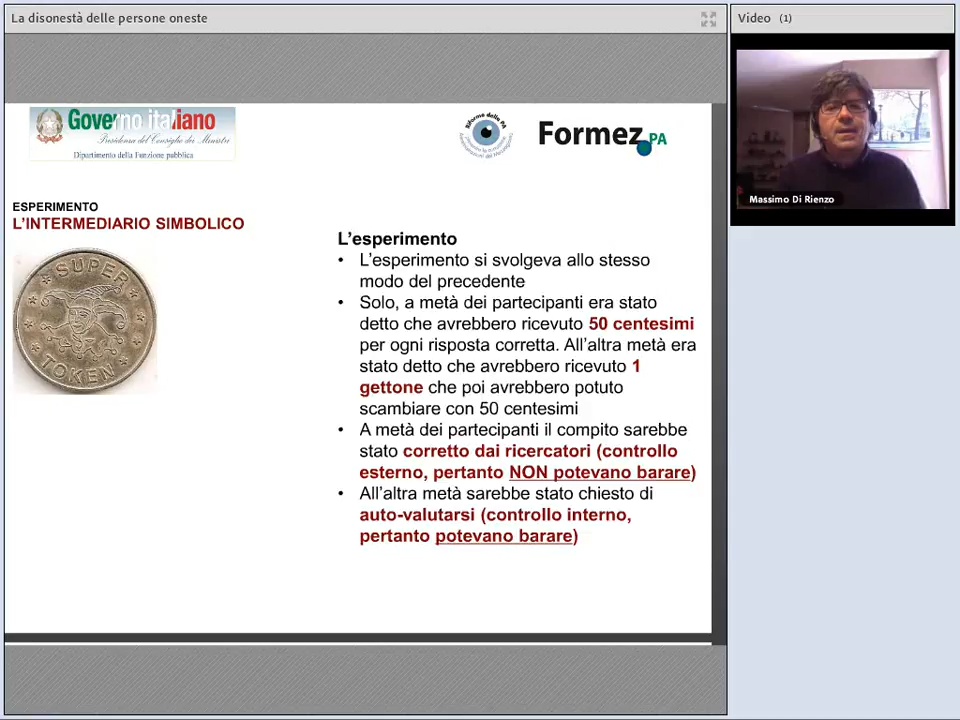 La disonestà delle persone oneste
Video (1)
Massimo Di Rienzo
Governo italiano
Presidenza del Consiglio dei Ministri
Dipartimento della Funzione pubblica
Riforme delle PA
Formez PA
ESPERIMENTO
L'INTERMEDIARIO SIMBOLICO
SUPER
TOKEN
L'esperimento
• L'esperimento si svolgeva allo stesso
modo del precedente
• Solo, a metà dei partecipanti era stato
detto che avrebbero ricevuto 50 centesimi
per ogni risposta corretta. All'altra metà era
stato detto che avrebbero ricevuto 1
gettone che poi avrebbero potuto
scambiare con 50 centesimi
• A metà dei partecipanti il compito sarebbe
stato corretto dai ricercatori (controllo
esterno, pertanto NON potevano barare)
• All'altra metà sarebbe stato chiesto di
auto-valutarsi (controllo interno,
pertanto potevano barare)